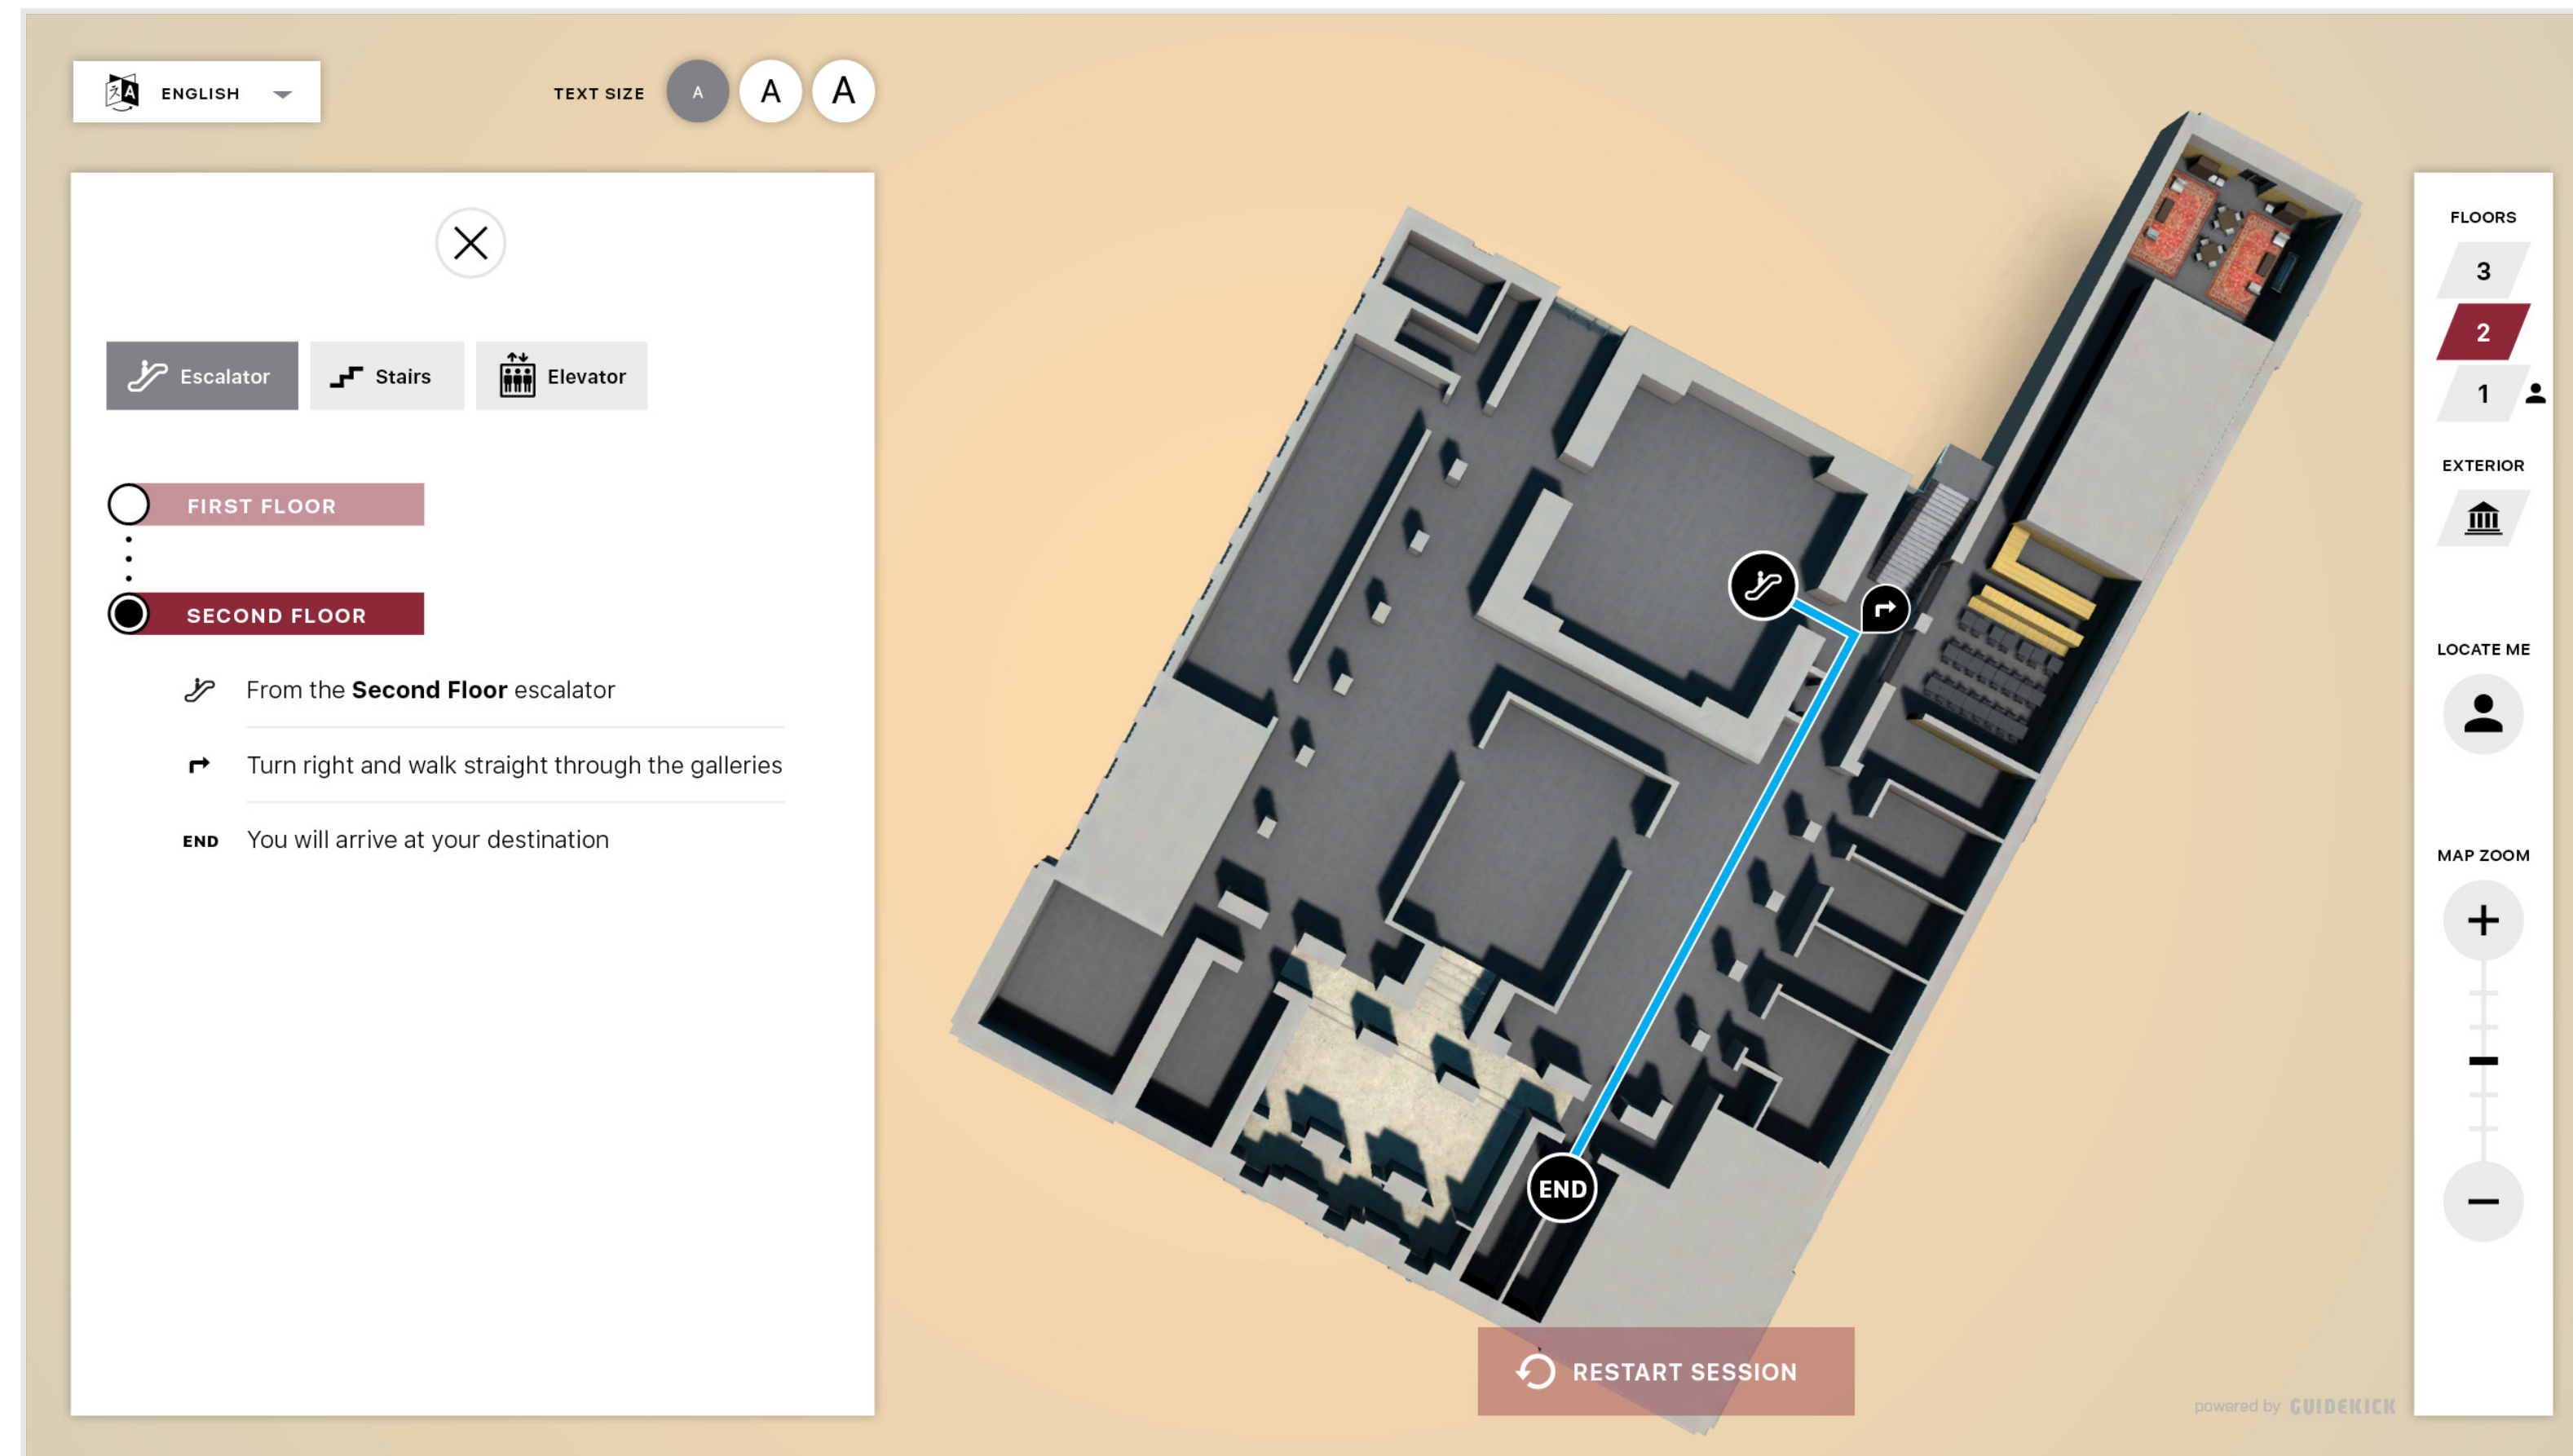 ENGLISH
TEXT SIZE A A A
Escalator Stairs Elevator
FIRST FLOOR
SECOND FLOOR
From the Second Floor escalator
Turn right and walk straight through the galleries
END You will arrive at your destination
END
RESTART SESSION
powered by GUIDEKICK
FLOORS
3
2
1
EXTERIOR
LOCATE ME
MAP ZOOM